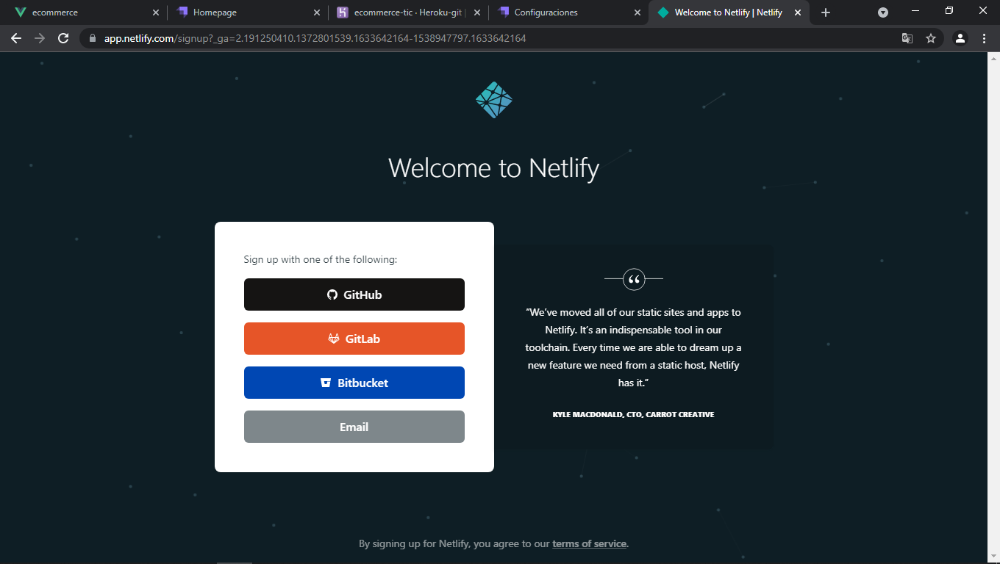 ecommerce
Homepage
ecommerce-tic · Heroku-git |
Configuraciones
Welcome to Netlify | Netlify
app.netlify.com/signup?_ga=2.191250410.1372801539.1633642164-1538947797.1633642164
Welcome to Netlify
Sign up with one of the following:
GitHub
GitLab
Bitbucket
Email
“We’ve moved all of our static sites and apps to
Netlify. It’s an indispensable tool in our
toolchain. Every time we are able to dream up a
new feature we need from a static host, Netlify
has it.”
KYLE MACDONALD, CTO, CARROT CREATIVE
By signing up for Netlify, you agree to our terms of service.